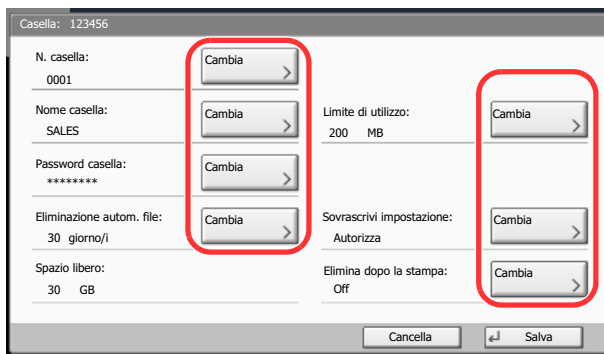 Casella: 123456
N. casella:
Cambia
0001
Nome casella:
Cambia
SALES
Limite di utilizzo:
Cambia
200 MB
Password casella:
Cambia
********
Eliminazione autom. file:
Cambia
30 giorno/i
Sovrascrivi impostazione:
Cambia
Autorizza
Spazio libero:
30 GB
Elimina dopo la stampa:
Cambia
Off
Cancella
Salva